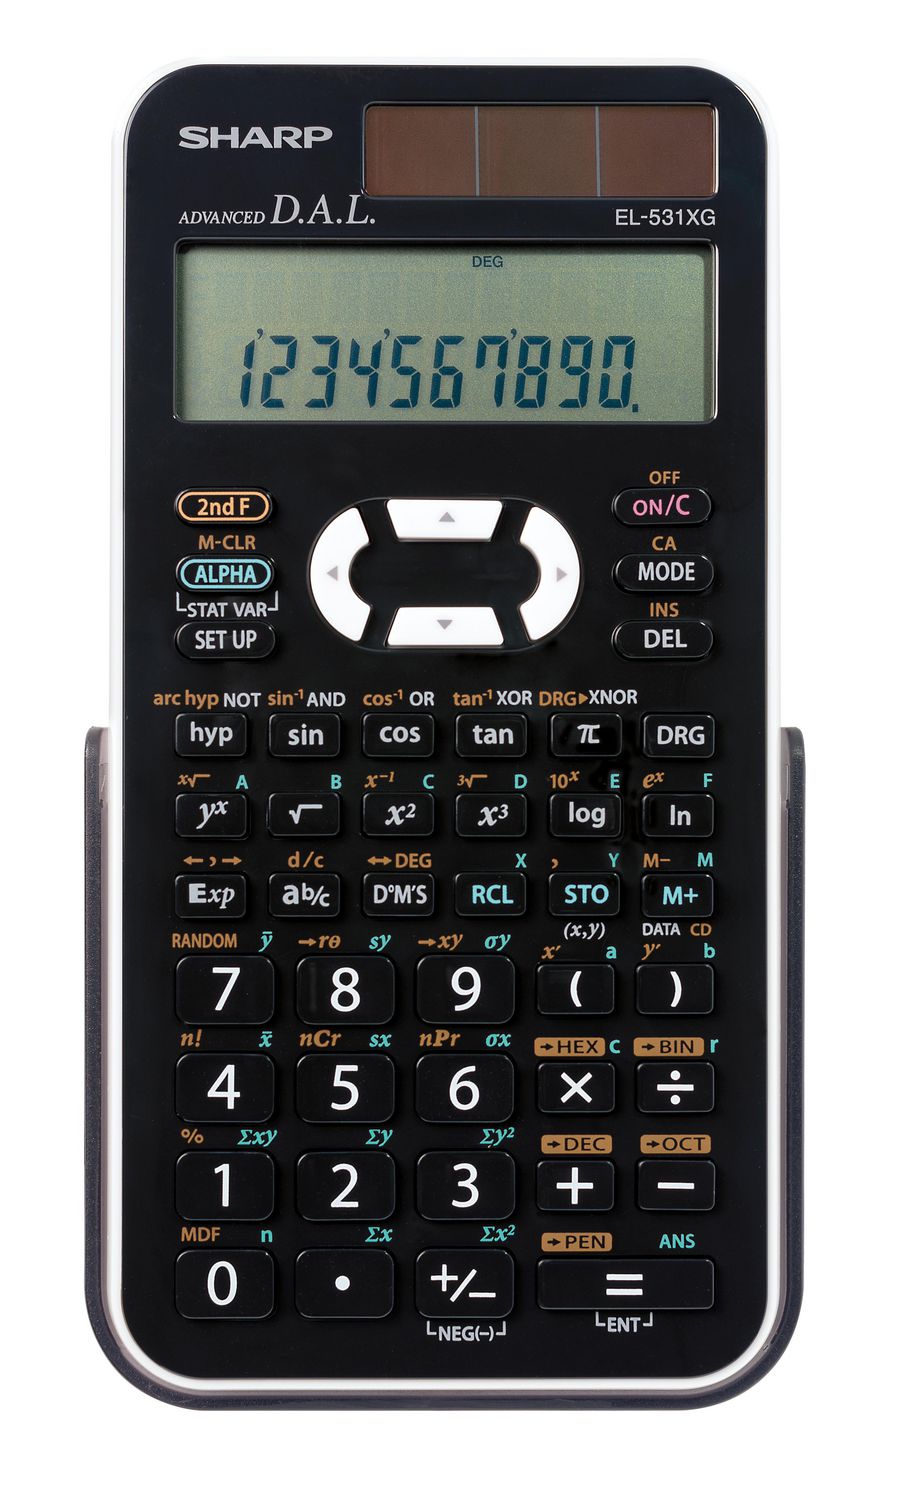 SHARP
ADVANCED D.A.L.
EL-531XG
DEG
1'234'567'890.
OFF
2nd F ON/C
M-CLR CA
ALPHA MODE
STAT VAR INS
SET UP DEL
arc hyp NOT sin⁻¹ AND cos⁻¹ OR tan⁻¹ XOR DRG▶XNOR
hyp sin cos tan π DRG
ˣ√ A B x⁻¹ C ³√ D 10ˣ E eˣ F
yˣ √ x² x³ log ln
←,→ d/c ↔DEG X , Y M− M
Exp ab/c D°M'S RCL STO M+
(x,y) DATA CD
RANDOM ȳ →rθ sy →xy σy x′ a y′ b
7 8 9 ( )
n! x̄ nCr sx nPr σx →HEX c →BIN r
4 5 6 × ÷
% Σxy Σy Σy² →DEC →OCT
1 2 3 + −
MDF n Σx Σx² →PEN ANS
0 • +/− =
NEG(−) ENT